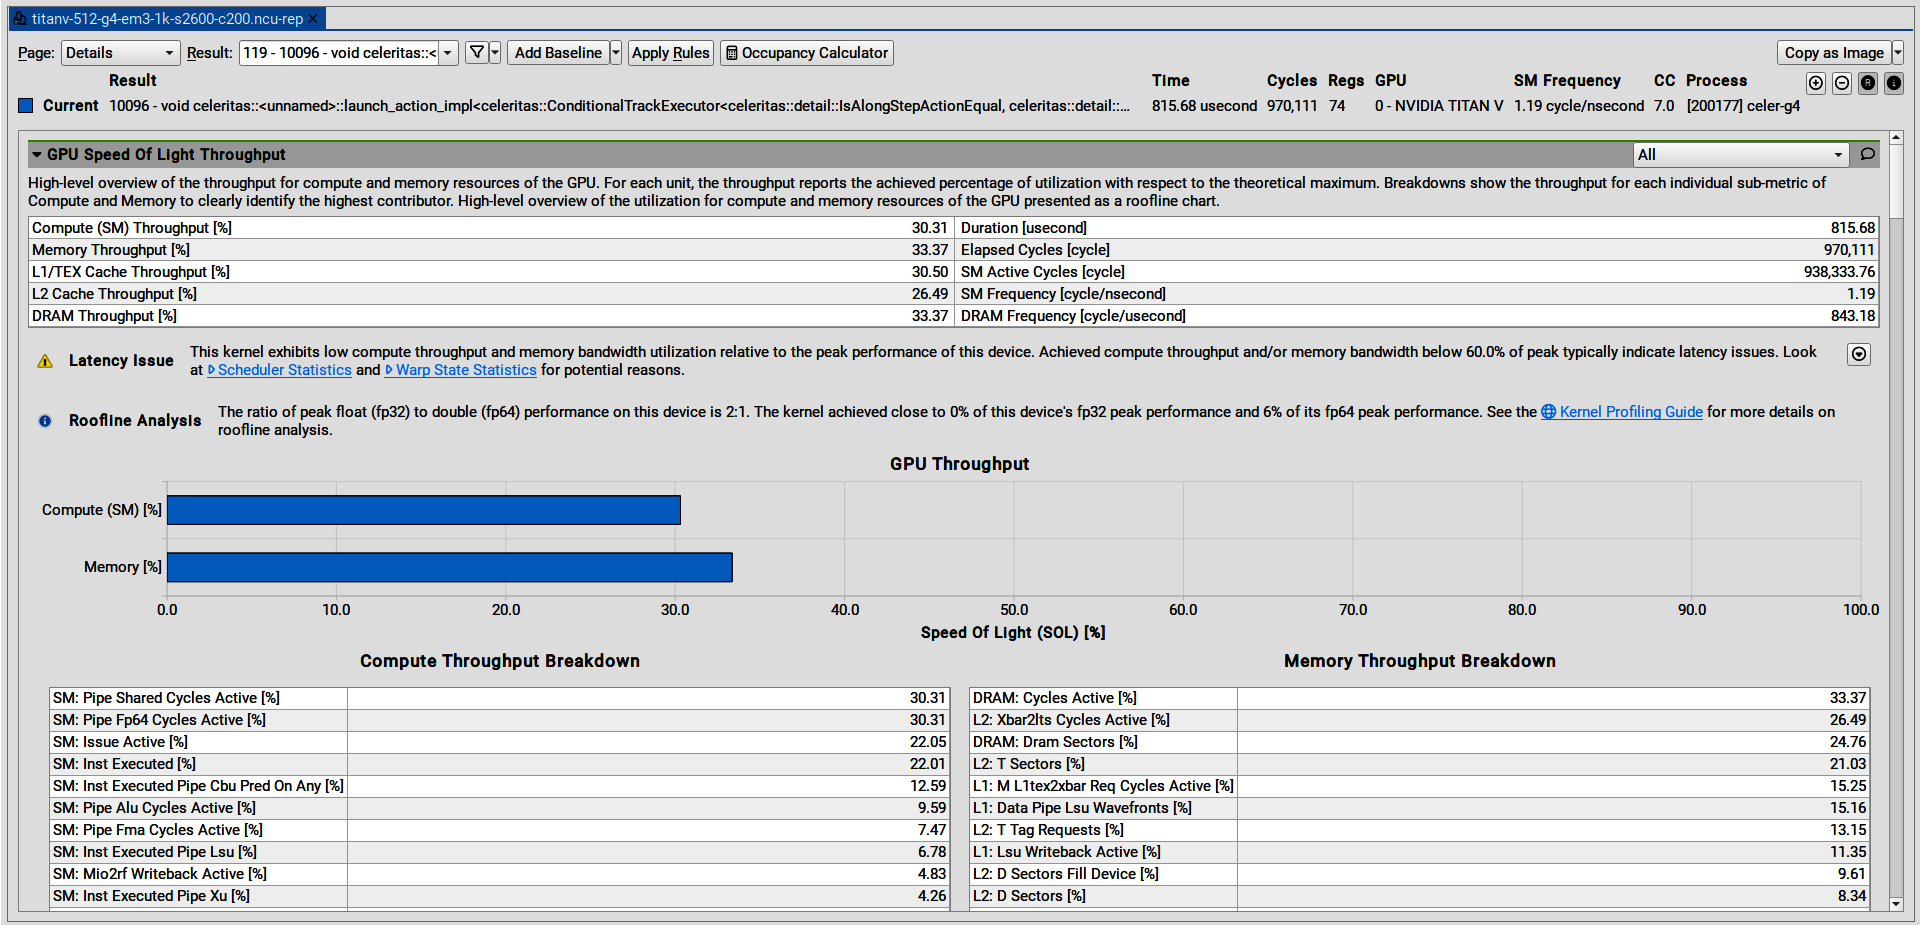 titanv-512-g4-em3-1k-s2600-c200.ncu-rep ×
Page: Details Result: 119 - 10096 - void celeritas::< Add Baseline Apply Rules Occupancy Calculator Copy as Image
Result Time Cycles Regs GPU SM Frequency CC Process
Current 10096 - void celeritas::<unnamed>::launch_action_impl<celeritas::ConditionalTrackExecutor<celeritas::detail::IsAlongStepActionEqual, celeritas::detail::... 815.68 usecond 970,111 74 0 - NVIDIA TITAN V 1.19 cycle/nsecond 7.0 [200177] celer-g4
GPU Speed Of Light Throughput All
High-level overview of the throughput for compute and memory resources of the GPU. For each unit, the throughput reports the achieved percentage of utilization with respect to the theoretical maximum. Breakdowns show the throughput for each individual sub-metric of
Compute and Memory to clearly identify the highest contributor. High-level overview of the utilization for compute and memory resources of the GPU presented as a roofline chart.
Compute (SM) Throughput [%] 30.31 Duration [usecond] 815.68
Memory Throughput [%] 33.37 Elapsed Cycles [cycle] 970,111
L1/TEX Cache Throughput [%] 30.50 SM Active Cycles [cycle] 938,333.76
L2 Cache Throughput [%] 26.49 SM Frequency [cycle/nsecond] 1.19
DRAM Throughput [%] 33.37 DRAM Frequency [cycle/usecond] 843.18
Latency Issue This kernel exhibits low compute throughput and memory bandwidth utilization relative to the peak performance of this device. Achieved compute throughput and/or memory bandwidth below 60.0% of peak typically indicate latency issues. Look
at Scheduler Statistics and Warp State Statistics for potential reasons.
Roofline Analysis The ratio of peak float (fp32) to double (fp64) performance on this device is 2:1. The kernel achieved close to 0% of this device's fp32 peak performance and 6% of its fp64 peak performance. See the Kernel Profiling Guide for more details on
roofline analysis.
GPU Throughput
Compute (SM) [%]
Memory [%]
0.0 10.0 20.0 30.0 40.0 50.0 60.0 70.0 80.0 90.0 100.0
Speed Of Light (SOL) [%]
Compute Throughput Breakdown Memory Throughput Breakdown
SM: Pipe Shared Cycles Active [%] 30.31 DRAM: Cycles Active [%] 33.37
SM: Pipe Fp64 Cycles Active [%] 30.31 L2: Xbar2lts Cycles Active [%] 26.49
SM: Issue Active [%] 22.05 DRAM: Dram Sectors [%] 24.76
SM: Inst Executed [%] 22.01 L2: T Sectors [%] 21.03
SM: Inst Executed Pipe Cbu Pred On Any [%] 12.59 L1: M L1tex2xbar Req Cycles Active [%] 15.25
SM: Pipe Alu Cycles Active [%] 9.59 L1: Data Pipe Lsu Wavefronts [%] 15.16
SM: Pipe Fma Cycles Active [%] 7.47 L2: T Tag Requests [%] 13.15
SM: Inst Executed Pipe Lsu [%] 6.78 L1: Lsu Writeback Active [%] 11.35
SM: Mio2rf Writeback Active [%] 4.83 L2: D Sectors Fill Device [%] 9.61
SM: Inst Executed Pipe Xu [%] 4.26 L2: D Sectors [%] 8.34